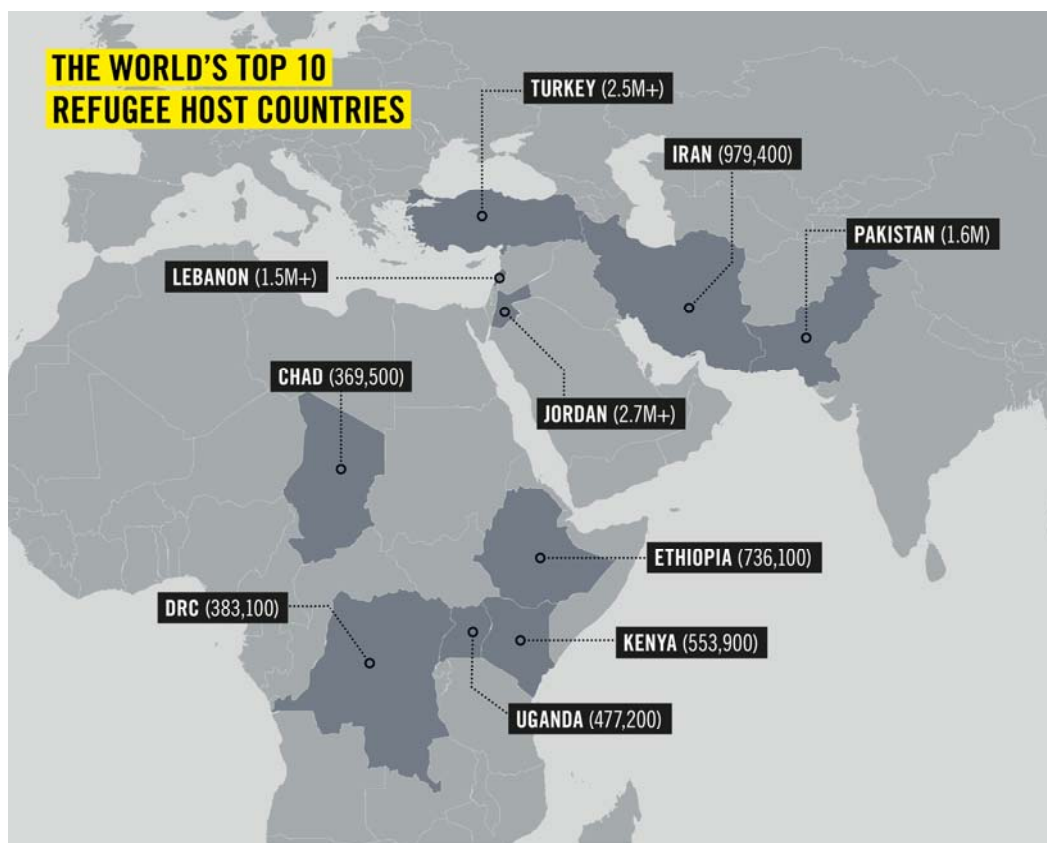 THE WORLD'S TOP 10
REFUGEE HOST COUNTRIES
TURKEY (2.5M+)
IRAN (979,400)
PAKISTAN (1.6M)
LEBANON (1.5M+)
CHAD (369,500)
JORDAN (2.7M+)
ETHIOPIA (736,100)
DRC (383,100)
KENYA (553,900)
UGANDA (477,200)